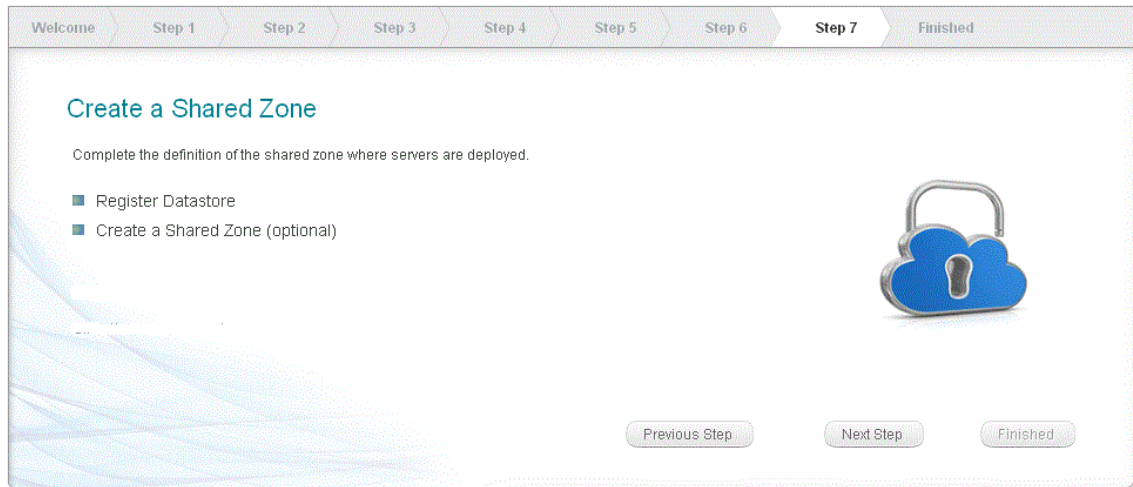 Welcome Step 1 Step 2 Step 3 Step 4 Step 5 Step 6 Step 7 Finished
Create a Shared Zone
Complete the definition of the shared zone where servers are deployed.
Register Datastore
Create a Shared Zone (optional)
Previous Step Next Step Finished